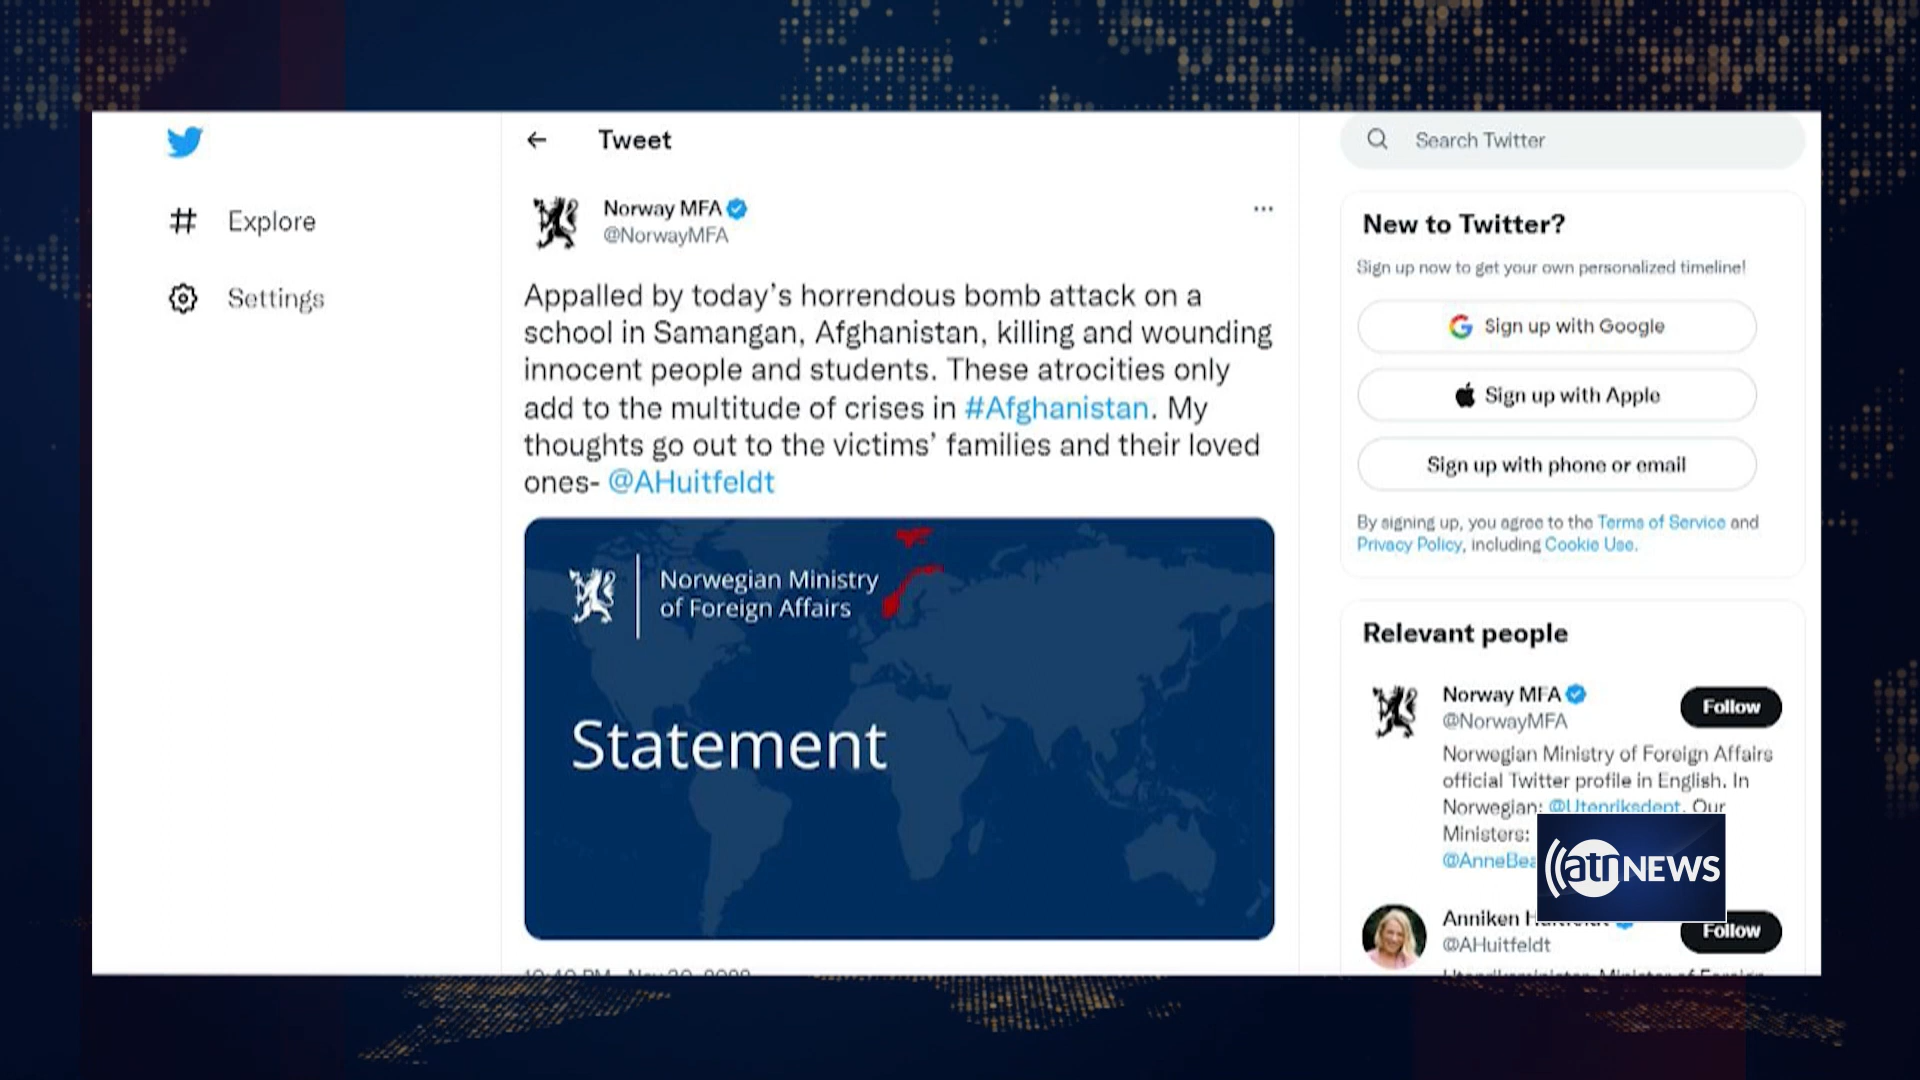 Tweet
Search Twitter
Explore
Settings
Norway MFA
@NorwayMFA
Appalled by today's horrendous bomb attack on a
school in Samangan, Afghanistan, killing and wounding
innocent people and students. These atrocities only
add to the multitude of crises in #Afghanistan. My
thoughts go out to the victims' families and their loved
ones- @AHuitfeldt
Norwegian Ministry
of Foreign Affairs
Statement
New to Twitter?
Sign up now to get your own personalized timeline!
Sign up with Google
Sign up with Apple
Sign up with phone or email
By signing up, you agree to the Terms of Service and
Privacy Policy, including Cookie Use.
Relevant people
Norway MFA
@NorwayMFA
Follow
Norwegian Ministry of Foreign Affairs
official Twitter profile in English. In
Norwegian: @Utenriksdept. Our
Ministers:
@AnneBea
atn NEWS
Anniken
@AHuitfeldt
Follow